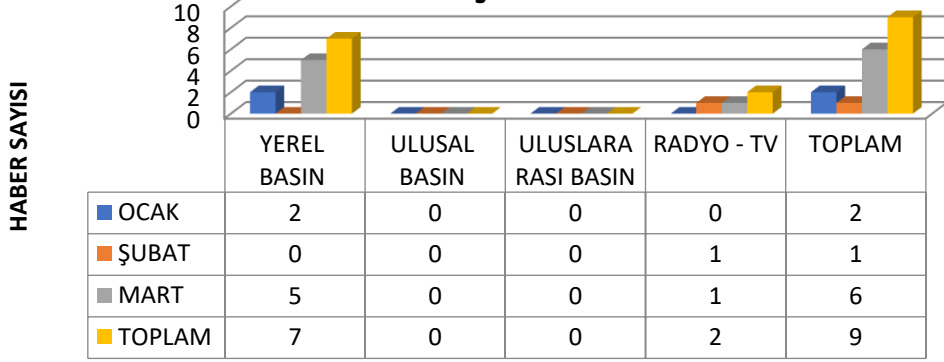 10
8
6
4
2
0
HABER SAYISI
YEREL BASIN ULUSAL BASIN ULUSLARA RASI BASIN RADYO - TV TOPLAM
OCAK 2 0 0 0 2
ŞUBAT 0 0 0 1 1
MART 5 0 0 1 6
TOPLAM 7 0 0 2 9